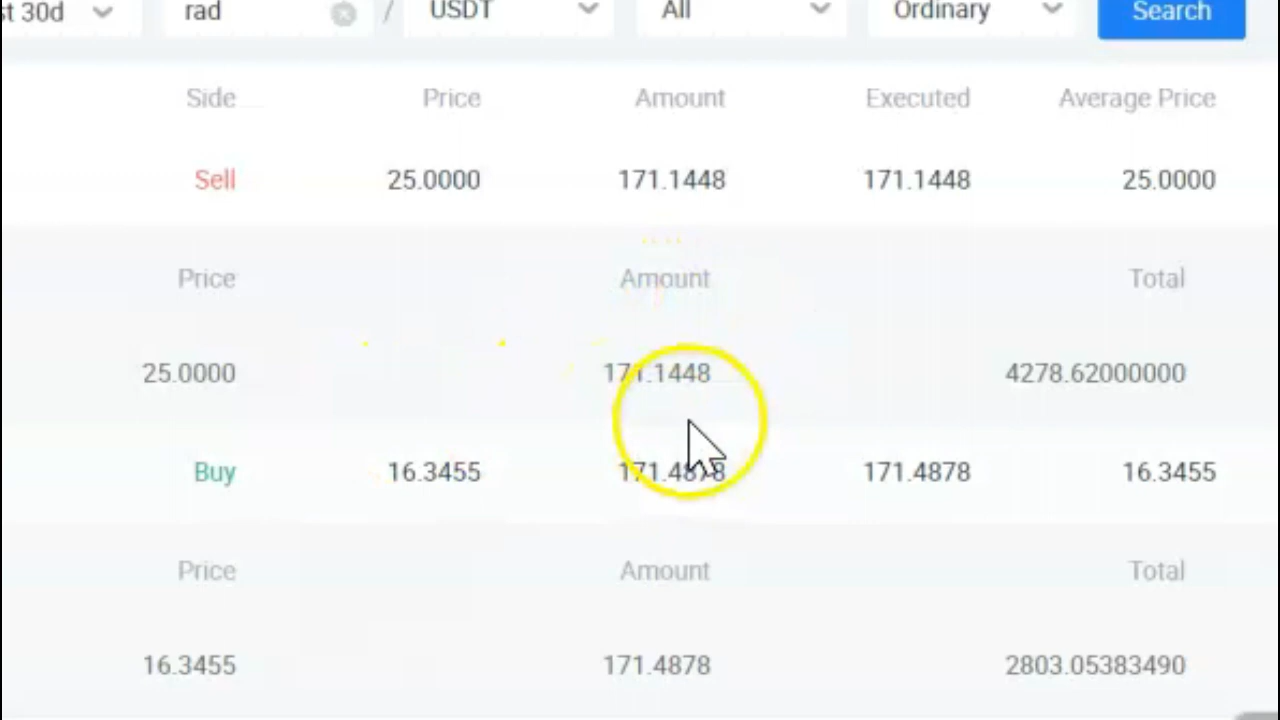 st 30d rad / USDT All Ordinary Search
Side Price Amount Executed Average Price
Sell 25.0000 171.1448 171.1448 25.0000
Price Amount Total
25.0000 171.1448 4278.62000000
Buy 16.3455 171.4878 171.4878 16.3455
Price Amount Total
16.3455 171.4878 2803.05383490